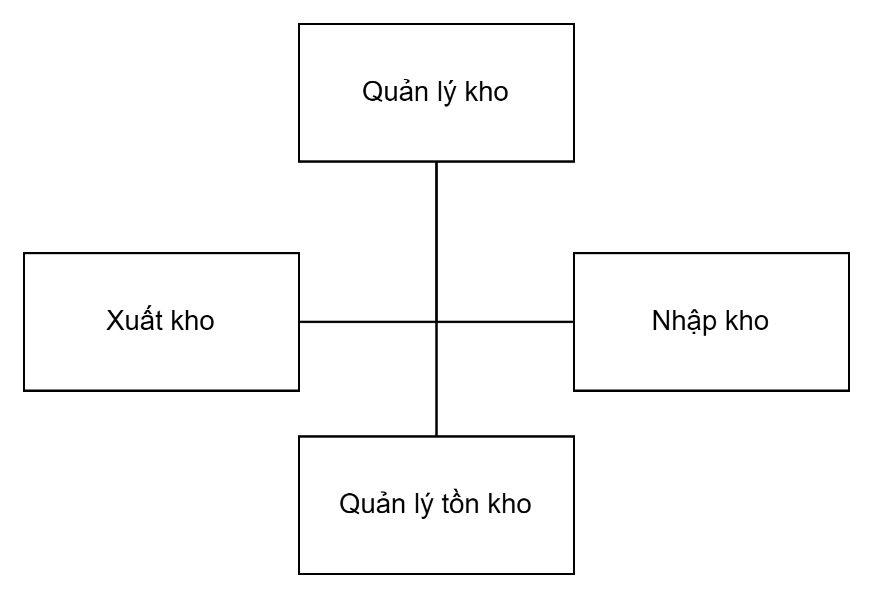 Quản lý kho
Xuất kho
Nhập kho
Quản lý tồn kho